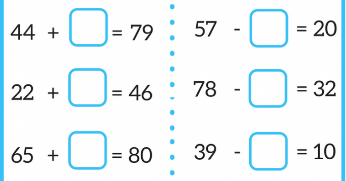 44 + = 79
22 + = 46
65 + = 80
57 - = 20
78 - = 32
39 - = 10